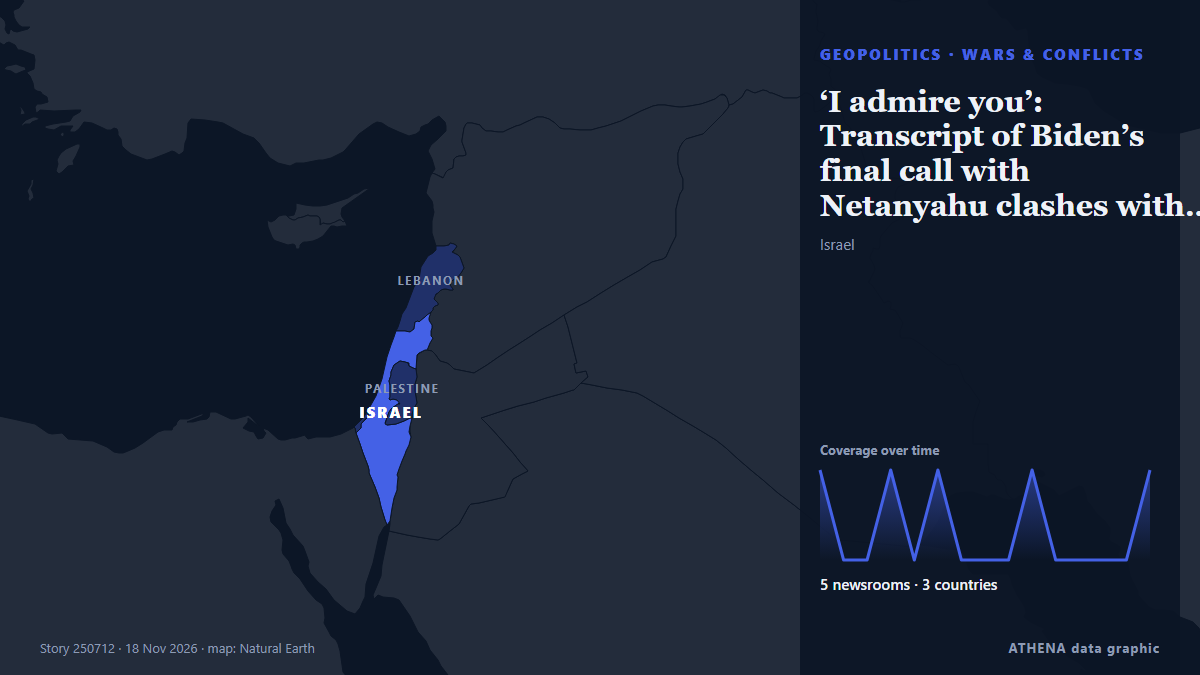 GEOPOLITICS · WARS & CONFLICTS
‘I admire you’:
Transcript of Biden’s
final call with
Netanyahu clashes with..
Israel
LEBANON
PALESTINE
ISRAEL
Coverage over time
5 newsrooms · 3 countries
Story 250712 · 18 Nov 2026 · map: Natural Earth
ATHENA data graphic